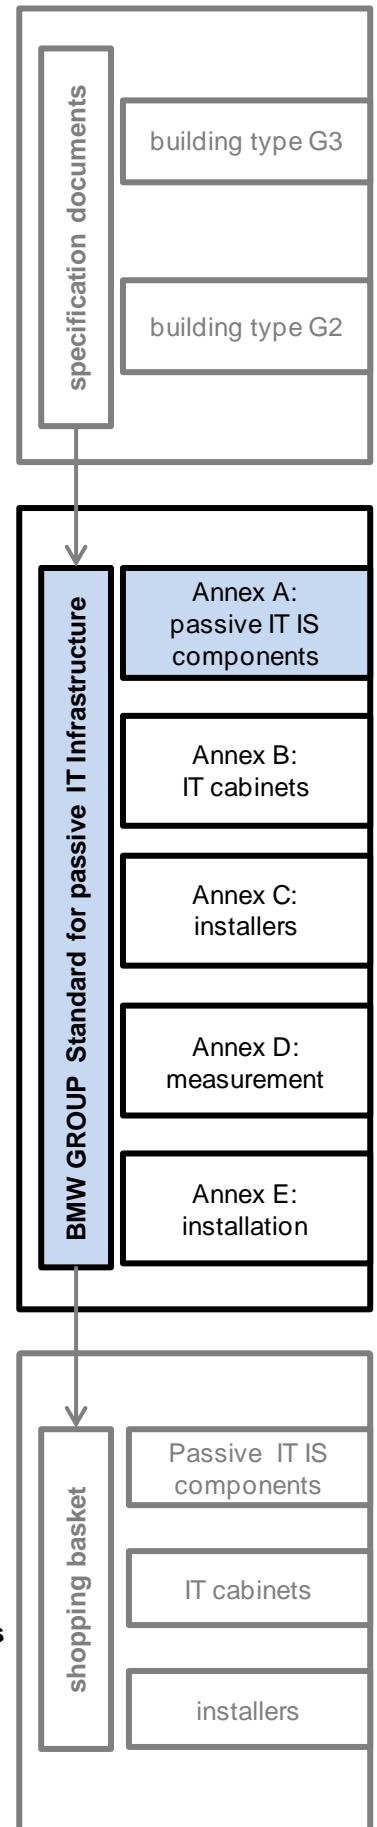 specification documents
building type G3
building type G2
BMW GROUP Standard for passive IT Infrastructure
Annex A:
passive IT IS
components
Annex B:
IT cabinets
Annex C:
installers
Annex D:
measurement
Annex E:
installation
shopping basket
Passive IT IS
components
IT cabinets
s
installers